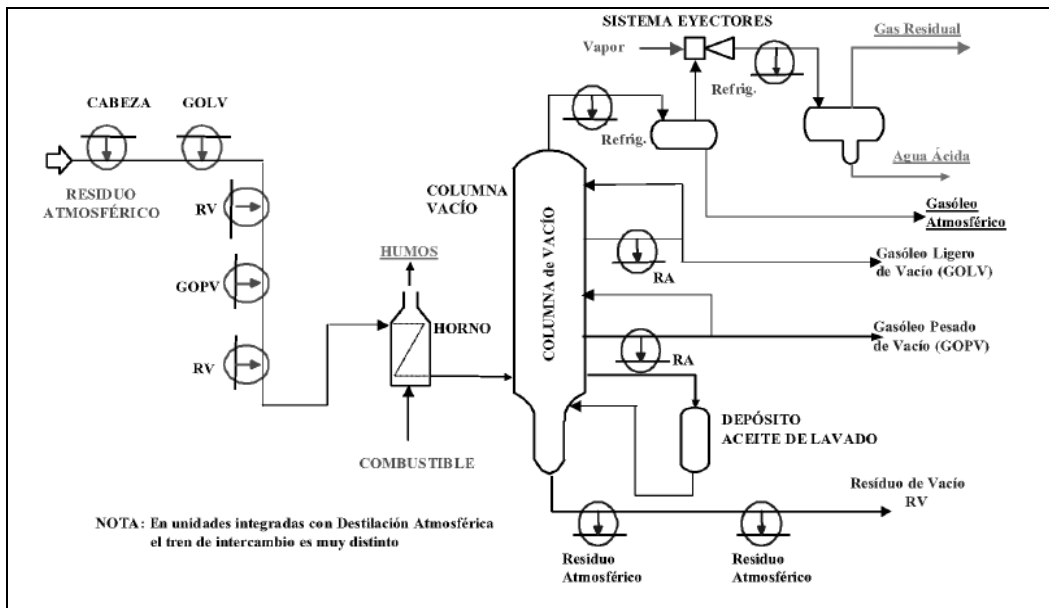 SISTEMA EYECTORES
Gas Residual
Vapor
CABEZA
GOLV
Refrig.
Refrig.
Agua Ácida
RESIDUO
ATMOSFÉRICO
COLUMNA
VACÍO
RV
COLUMNA de VACÍO
Gasóleo
Atmosférico
HUMOS
RA
Gasóleo Ligero
de Vacío (GOLV)
GOPV
HORNO
Gasóleo Pesado
de Vacío (GOPV)
RA
RV
DEPÓSITO
ACEITE DE LAVADO
COMBUSTIBLE
Resíduo de Vacío
RV
NOTA: En unidades integradas con Destilación Atmosférica
el tren de intercambio es muy distinto
Residuo
Atmosférico
Residuo
Atmosférico